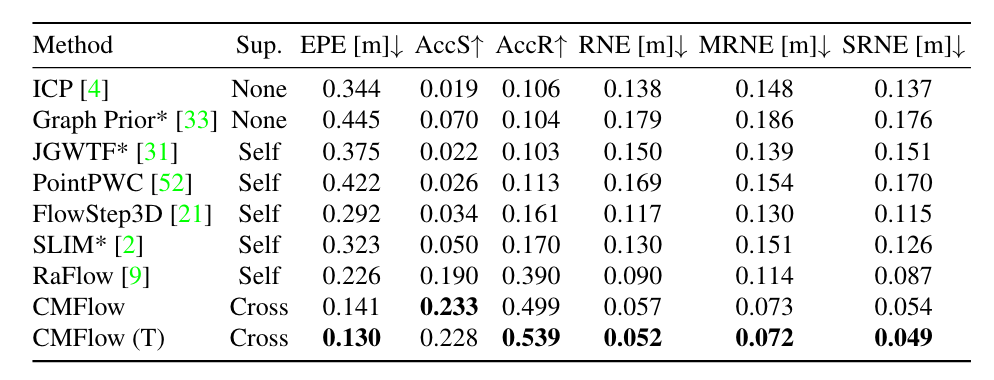 Method Sup. EPE [m]↓ AccS↑ AccR↑ RNE [m]↓ MRNE [m]↓ SRNE [m]↓
ICP [4] None 0.344 0.019 0.106 0.138 0.148 0.137
Graph Prior* [33] None 0.445 0.070 0.104 0.179 0.186 0.176
JGWTF* [31] Self 0.375 0.022 0.103 0.150 0.139 0.151
PointPWC [52] Self 0.422 0.026 0.113 0.169 0.154 0.170
FlowStep3D [21] Self 0.292 0.034 0.161 0.117 0.130 0.115
SLIM* [2] Self 0.323 0.050 0.170 0.130 0.151 0.126
RaFlow [9] Self 0.226 0.190 0.390 0.090 0.114 0.087
CMFlow Cross 0.141 0.233 0.499 0.057 0.073 0.054
CMFlow (T) Cross 0.130 0.228 0.539 0.052 0.072 0.049